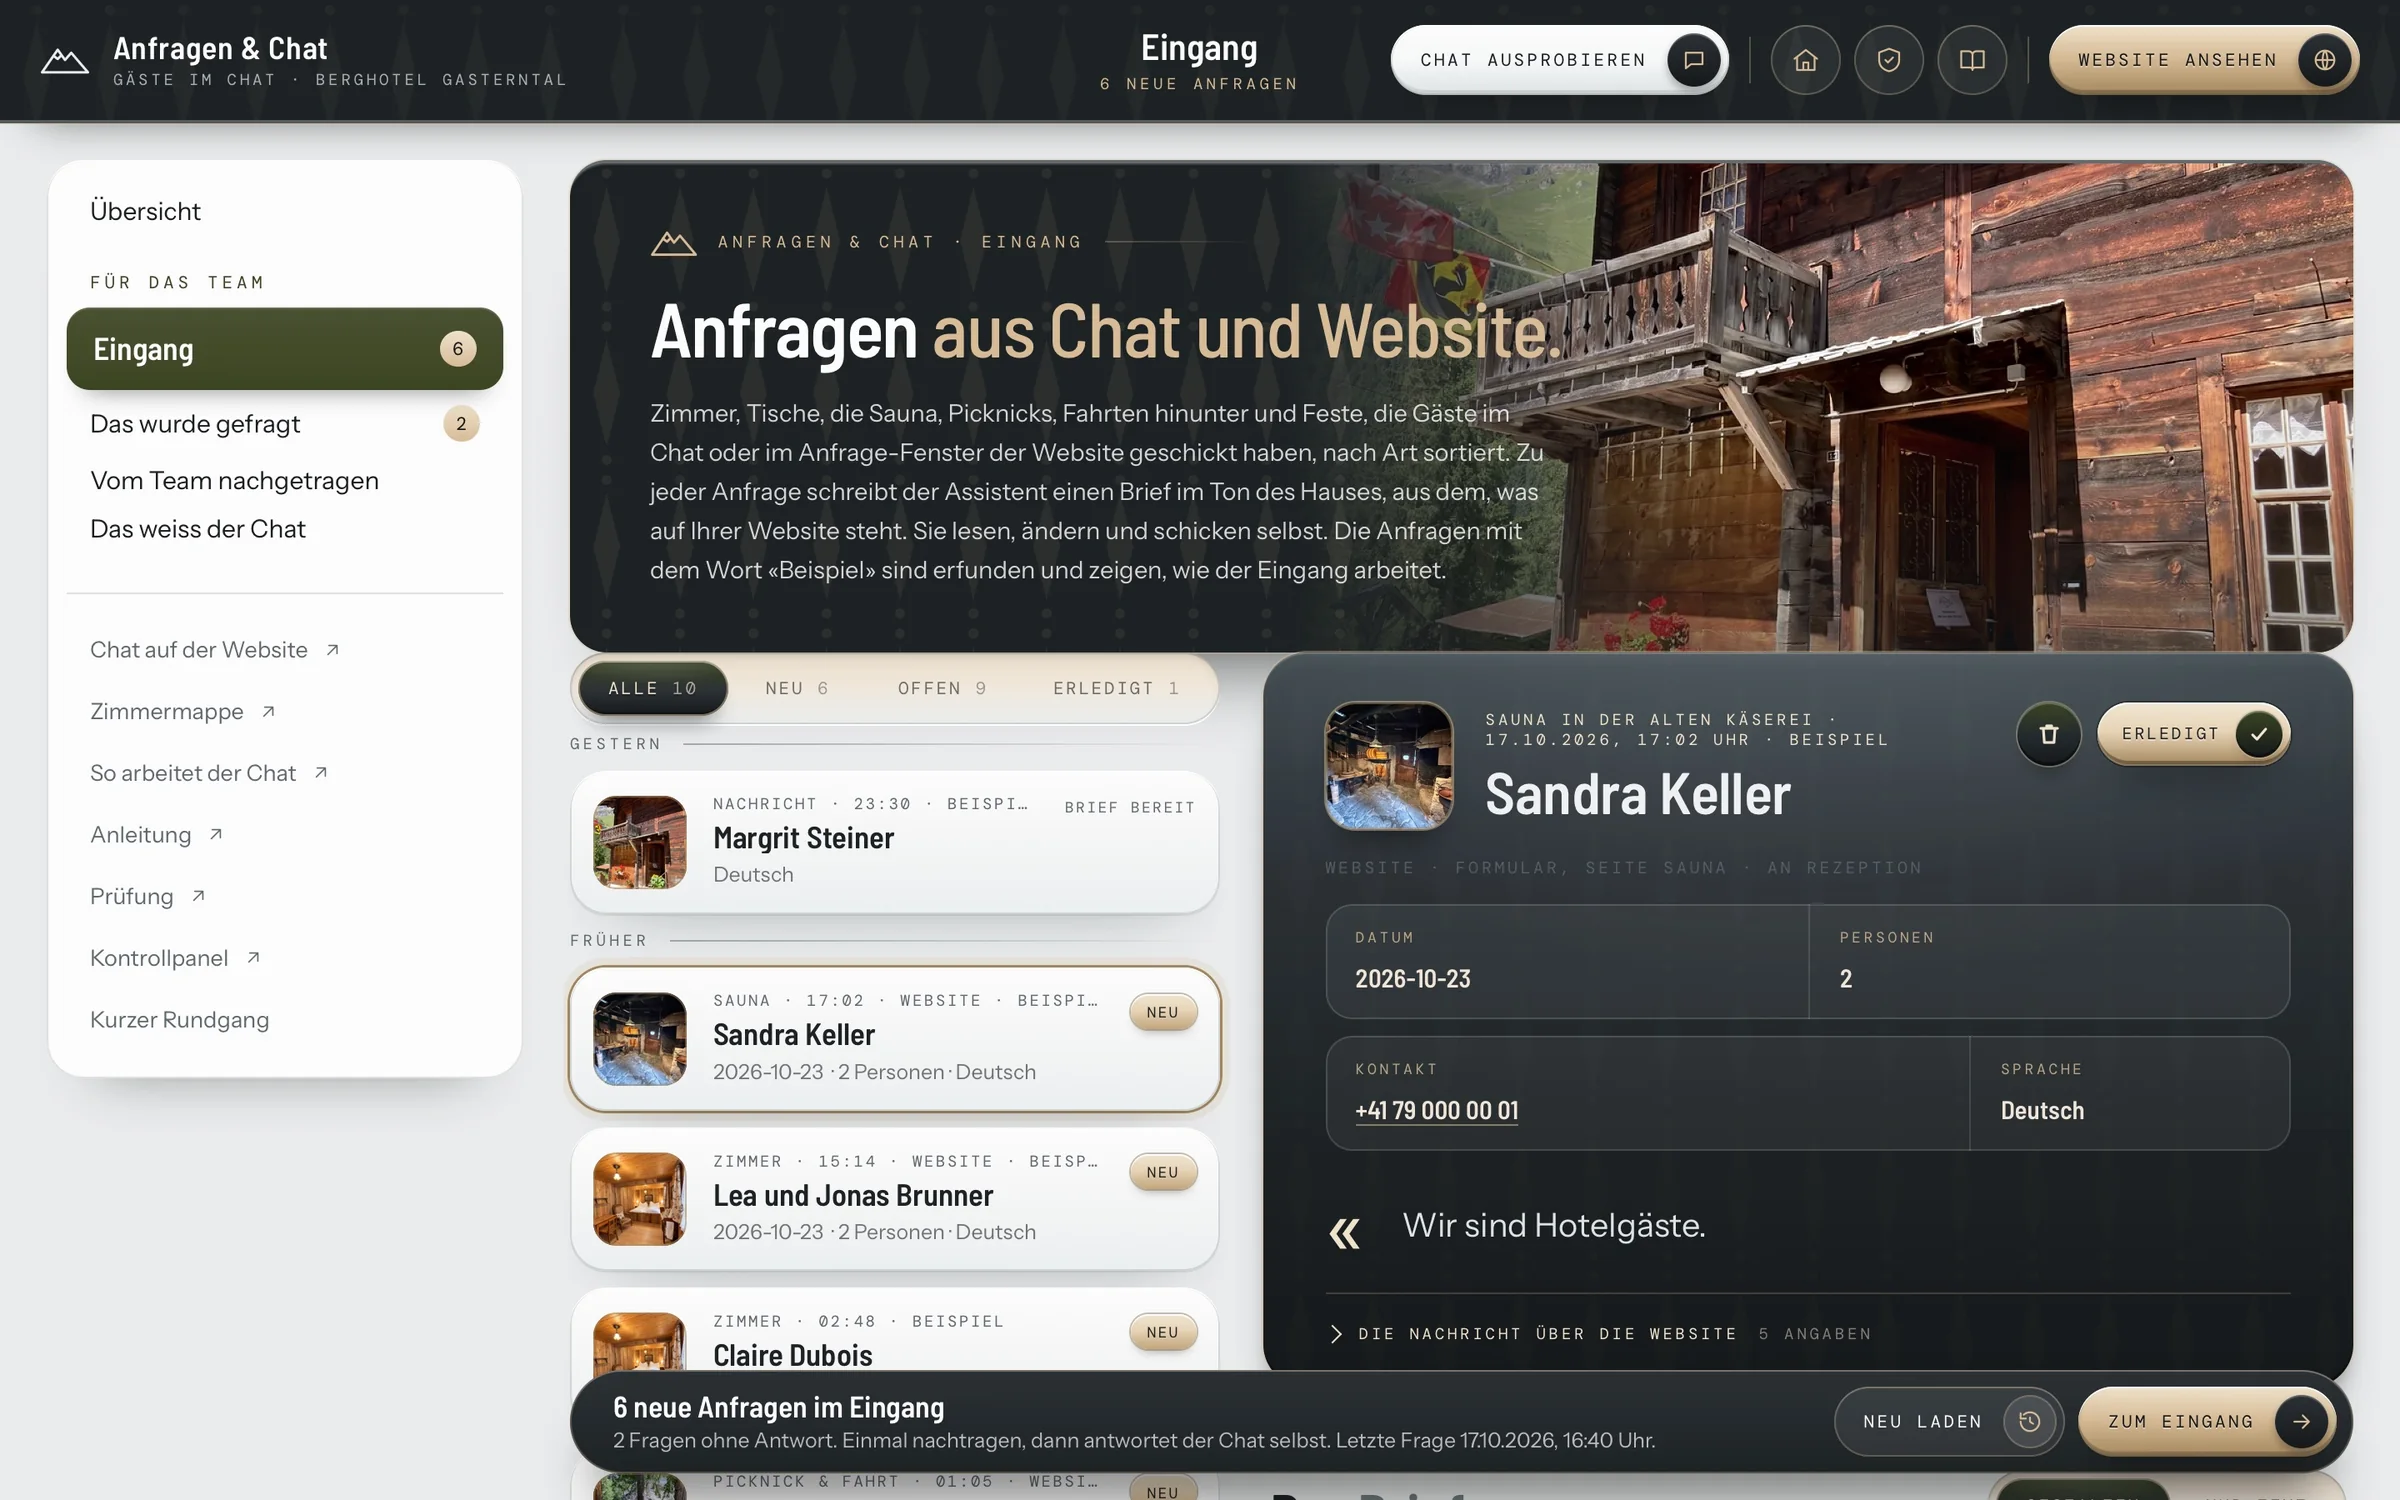 Anfragen & Chat
GÄSTE IM CHAT · BERGHOTEL GASTERNTAL
Eingang
6 NEUE ANFRAGEN
CHAT AUSPROBIEREN
WEBSITE ANSEHEN
Übersicht
FÜR DAS TEAM
Eingang 6
Das wurde gefragt 2
Vom Team nachgetragen
Das weiss der Chat
Chat auf der Website
Zimmermappe
So arbeitet der Chat
Anleitung
Prüfung
Kontrollpanel
Kurzer Rundgang
ANFRAGEN & CHAT · EINGANG
Anfragen aus Chat und Website.
Zimmer, Tische, die Sauna, Picknicks, Fahrten hinunter und Feste, die Gäste im
Chat oder im Anfrage-Fenster der Website geschickt haben, nach Art sortiert. Zu
jeder Anfrage schreibt der Assistent einen Brief im Ton des Hauses, aus dem, was
auf Ihrer Website steht. Sie lesen, ändern und schicken selbst. Die Anfragen mit
dem Wort «Beispiel» sind erfunden und zeigen, wie der Eingang arbeitet.
ALLE 10
NEU 6
OFFEN 9
ERLEDIGT 1
GESTERN
NACHRICHT · 23:30 · BEISPI…
BRIEF BEREIT
Margrit Steiner
Deutsch
FRÜHER
SAUNA · 17:02 · WEBSITE · BEISPI…
NEU
Sandra Keller
2026-10-23 · 2 Personen · Deutsch
ZIMMER · 15:14 · WEBSITE · BEISP…
NEU
Lea und Jonas Brunner
2026-10-23 · 2 Personen · Deutsch
ZIMMER · 02:48 · BEISPIEL
NEU
Claire Dubois
PICKNICK & FAHRT · 01:05 · WEBSI…
NEU
SAUNA IN DER ALTEN KÄSEREI ·
17.10.2026, 17:02 UHR · BEISPIEL
Sandra Keller
ERLEDIGT
WEBSITE · FORMULAR, SEITE SAUNA · AN REZEPTION
DATUM
2026-10-23
PERSONEN
2
KONTAKT
+41 79 000 00 01
SPRACHE
Deutsch
« Wir sind Hotelgäste.
DIE NACHRICHT ÜBER DIE WEBSITE 5 ANGABEN
6 neue Anfragen im Eingang
2 Fragen ohne Antwort. Einmal nachtragen, dann antwortet der Chat selbst. Letzte Frage 17.10.2026, 16:40 Uhr.
NEU LADEN
ZUM EINGANG